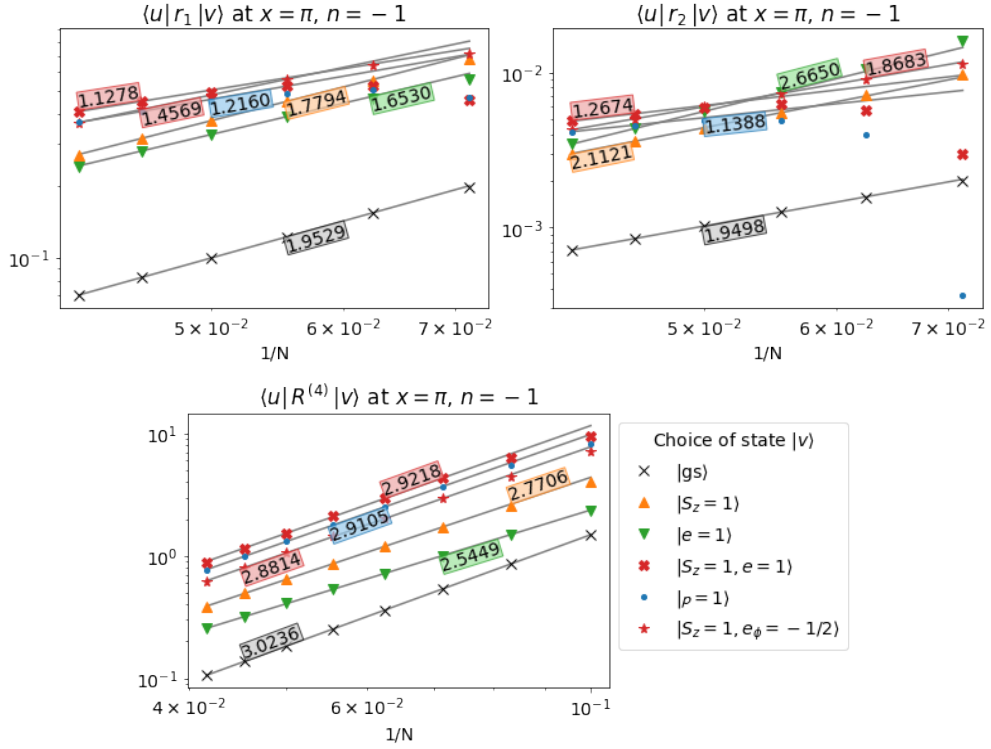 ⟨u| r₁ |v⟩ at x = π, n = − 1
10⁻¹
1.1278
1.4569
1.2160
1.7794
1.6530
1.9529
5 × 10⁻²
6 × 10⁻²
7 × 10⁻²
1/N
⟨u| r₂ |v⟩ at x = π, n = − 1
10⁻²
10⁻³
1.2674
2.1121
2.6650
1.8683
1.1388
1.9498
5 × 10⁻²
6 × 10⁻²
7 × 10⁻²
1/N
⟨u| R⁽⁴⁾ |v⟩ at x = π, n = − 1
10¹
10⁰
10⁻¹
2.9218
2.7706
2.9105
2.8814
2.5449
3.0236
4 × 10⁻²
6 × 10⁻²
10⁻¹
1/N
Choice of state |v⟩
|gs⟩
|S_z = 1⟩
|e = 1⟩
|S_z = 1, e = 1⟩
|ₚ = 1⟩
|S_z = 1, e_ϕ = − 1/2⟩